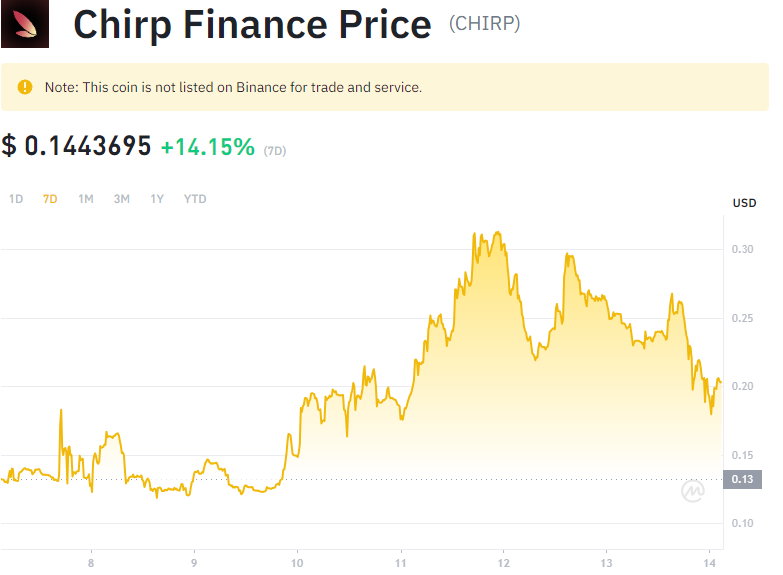 Chirp Finance Price (CHIRP)
Note: This coin is not listed on Binance for trade and service.
$ 0.1443695 +14.15% (7D)
1D 7D 1M 3M 1Y YTD
USD
0.30
0.25
0.20
0.15
0.13
0.10
8 9 10 11 12 13 14